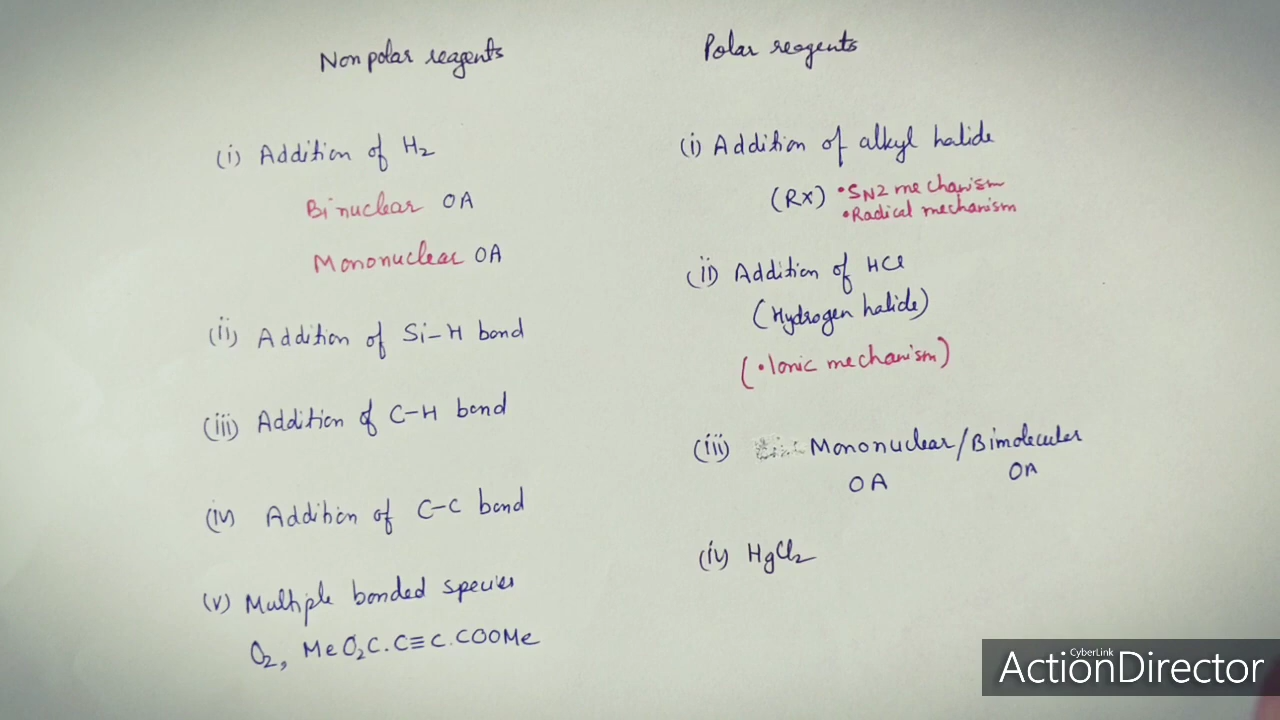 Nonpolar reagents
(i) Addition of H2
Binuclear OA
Mononuclear OA
(ii) Addition of Si-H bond
(iii) Addition of C-H bond
(iv) Addition of C-C bond
(v) Multiple bonded species
O2, MeO2C.C≡C.COOMe
Polar reagents
(i) Addition of alkyl halide
(RX) •SN2 mechanism
•Radical mechanism
(ii) Addition of HCl
(Hydrogen halide)
(•Ionic mechanism)
(iii) Mononuclear/Bimolecular
OA OA
(iv) HgCl2
CyberLink
ActionDirector